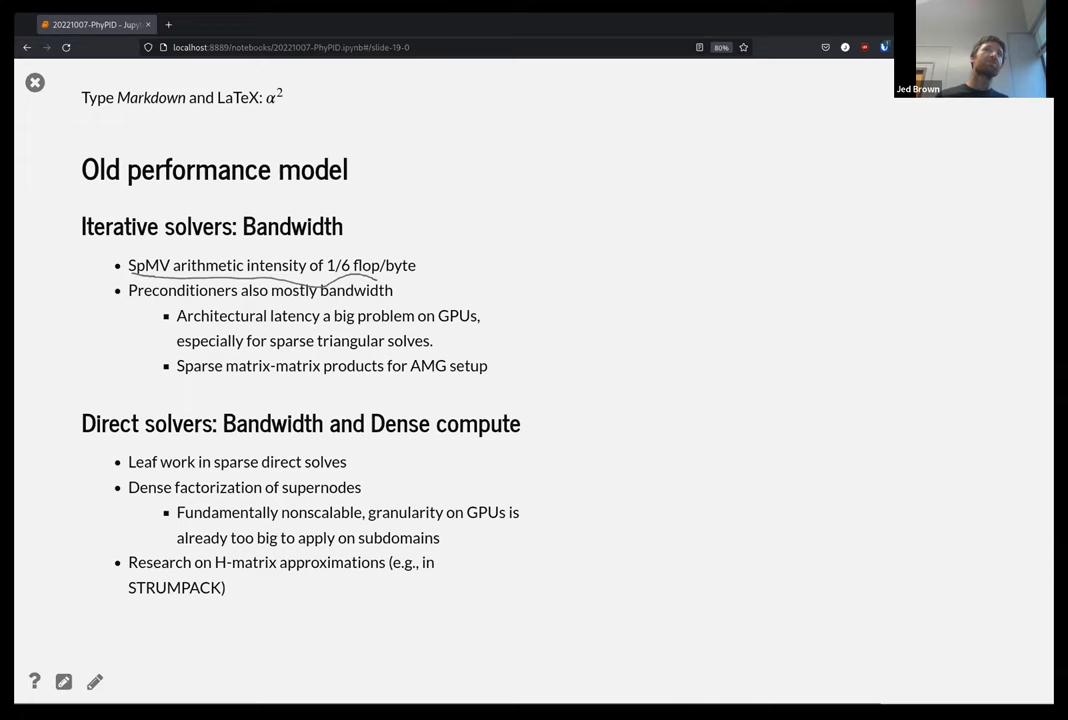 20221007-PhyPID - Jupyt
localhost:8889/notebooks/20221007-PhyPID.ipynb#/slide-19-0
80%
Jed Brown
Type Markdown and LaTeX: α²
Old performance model
Iterative solvers: Bandwidth
• SpMV arithmetic intensity of 1/6 flop/byte
• Preconditioners also mostly bandwidth
▪ Architectural latency a big problem on GPUs,
especially for sparse triangular solves.
▪ Sparse matrix-matrix products for AMG setup
Direct solvers: Bandwidth and Dense compute
• Leaf work in sparse direct solves
• Dense factorization of supernodes
▪ Fundamentally nonscalable, granularity on GPUs is
already too big to apply on subdomains
• Research on H-matrix approximations (e.g., in
STRUMPACK)
?